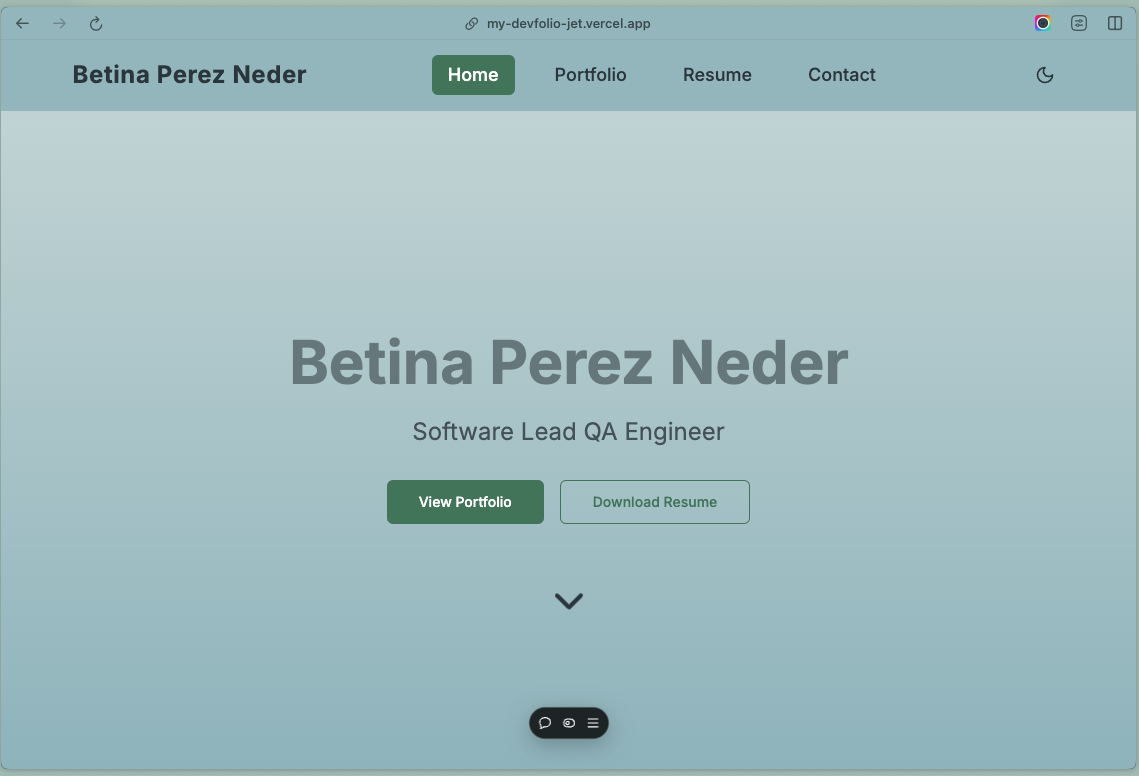 my-devfolio-jet.vercel.app
Betina Perez Neder
Home Portfolio Resume Contact
Betina Perez Neder
Software Lead QA Engineer
View Portfolio Download Resume